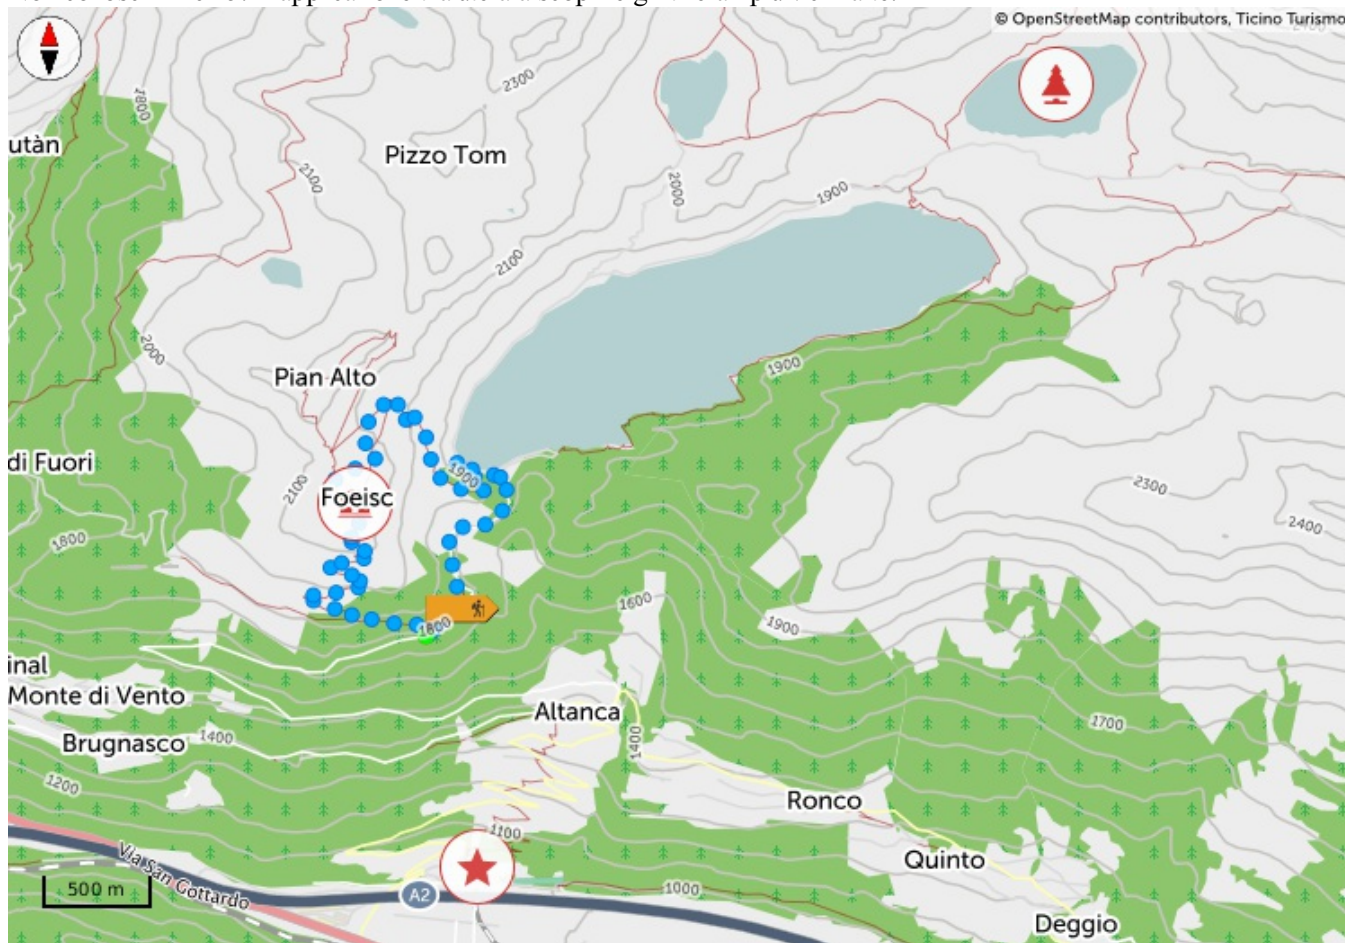 © OpenStreetMap contributors, Ticino Turismo
2300
1800
utàn
Pizzo Tom
2100
2000
1900
2100
2000
1900
Pian Alto
di Fuori
1900
2100
Foeisc
2300
2400
1800
1600
1800
1900
inal
Monte di Vento
Altanca
1700
Brugnasco
1400
1400
1200
Ronco
1100
Via San Gottardo
Quinto
500 m
A2
1000
Deggio